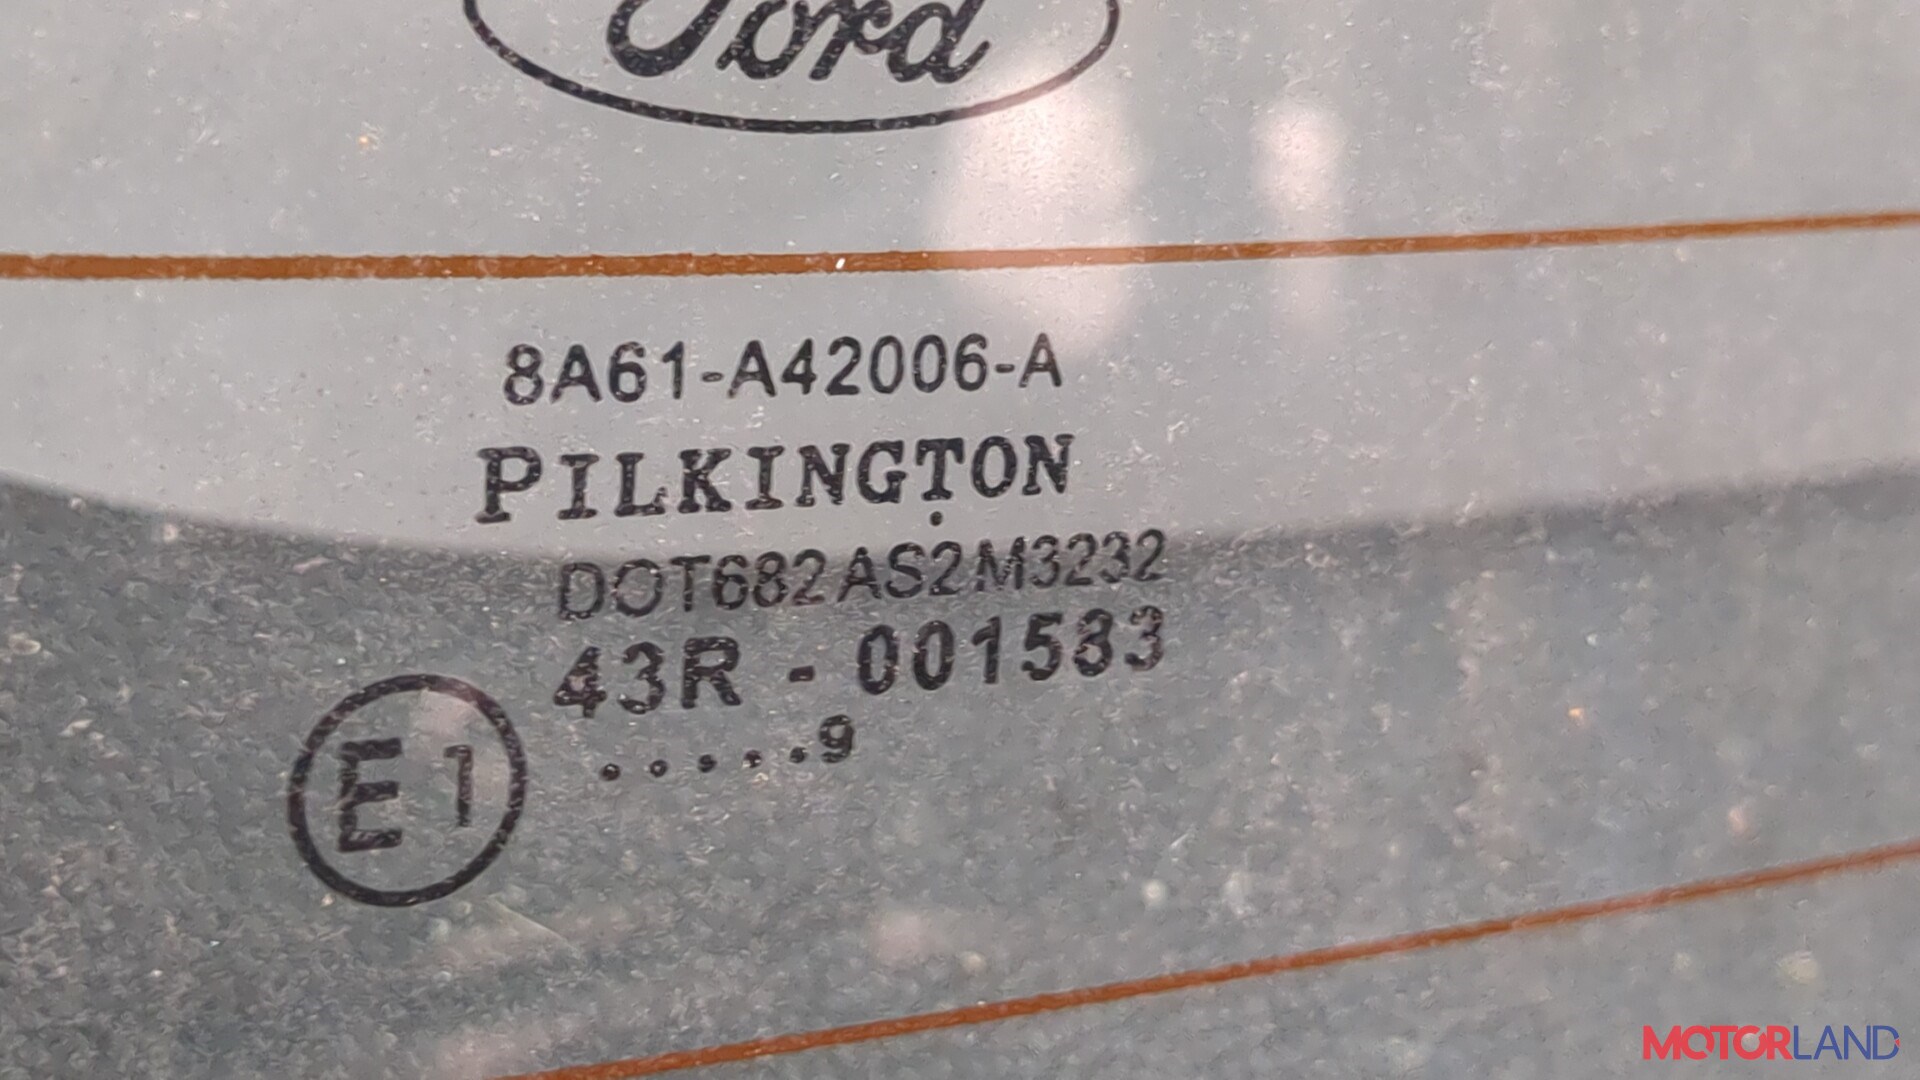 Ford
8A61-A42006-A
PILKINGTON
DOT682AS2M3232
43R - 001583
E1
.....9
MOTORLAND